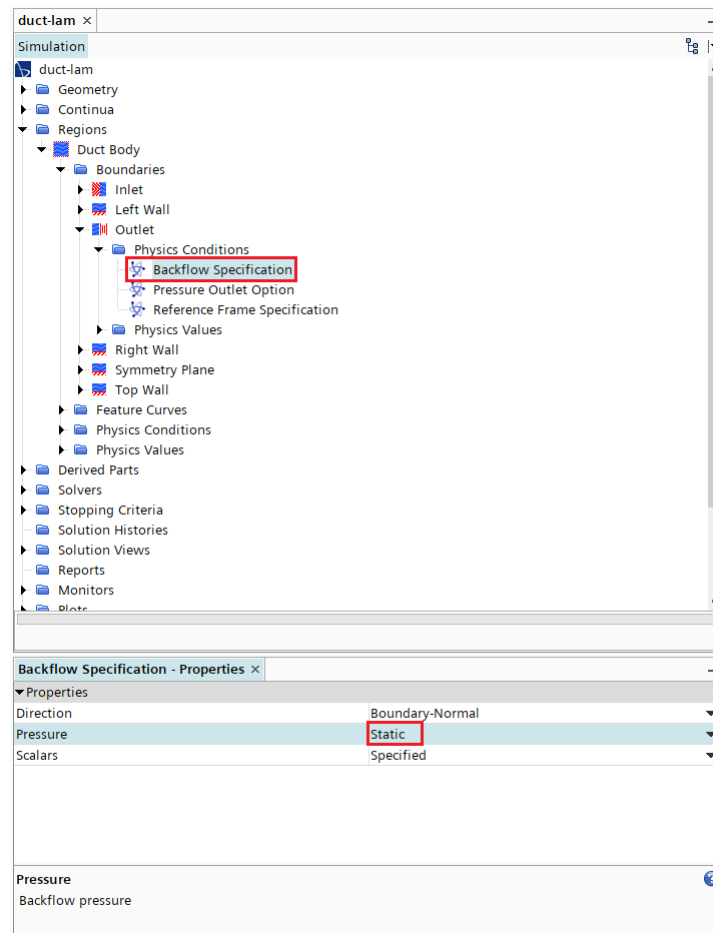 duct-lam
Simulation
duct-lam
Geometry
Continua
Regions
Duct Body
Boundaries
Inlet
Left Wall
Outlet
Physics Conditions
Backflow Specification
Pressure Outlet Option
Reference Frame Specification
Physics Values
Right Wall
Symmetry Plane
Top Wall
Feature Curves
Physics Conditions
Physics Values
Derived Parts
Solvers
Stopping Criteria
Solution Histories
Solution Views
Reports
Monitors
Plots
Backflow Specification - Properties
Properties
Direction Boundary-Normal
Pressure Static
Scalars Specified
Pressure
Backflow pressure